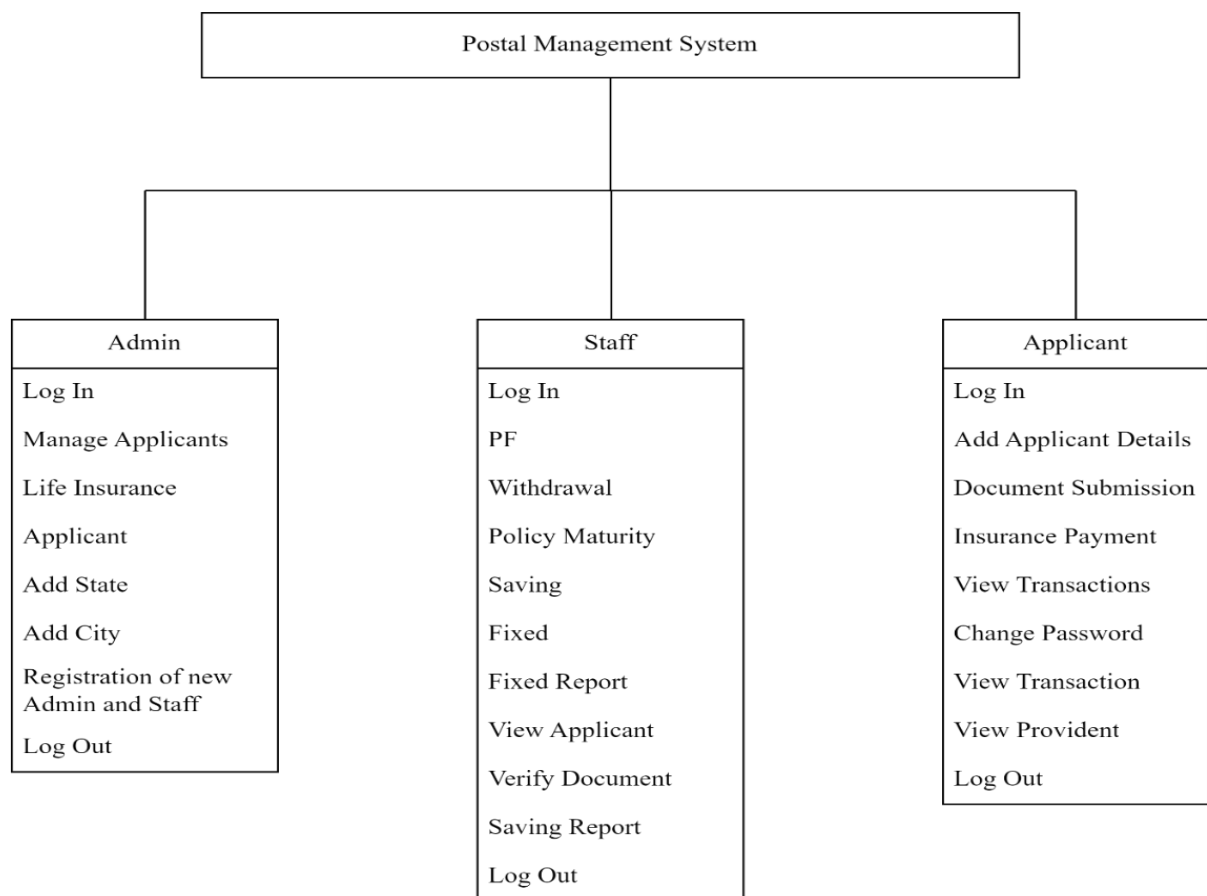 Postal Management System
Admin
Log In
Manage Applicants
Life Insurance
Applicant
Add State
Add City
Registration of new
Admin and Staff
Log Out
Staff
Log In
PF
Withdrawal
Policy Maturity
Saving
Fixed
Fixed Report
View Applicant
Verify Document
Saving Report
Log Out
Applicant
Log In
Add Applicant Details
Document Submission
Insurance Payment
View Transactions
Change Password
View Transaction
View Provident
Log Out